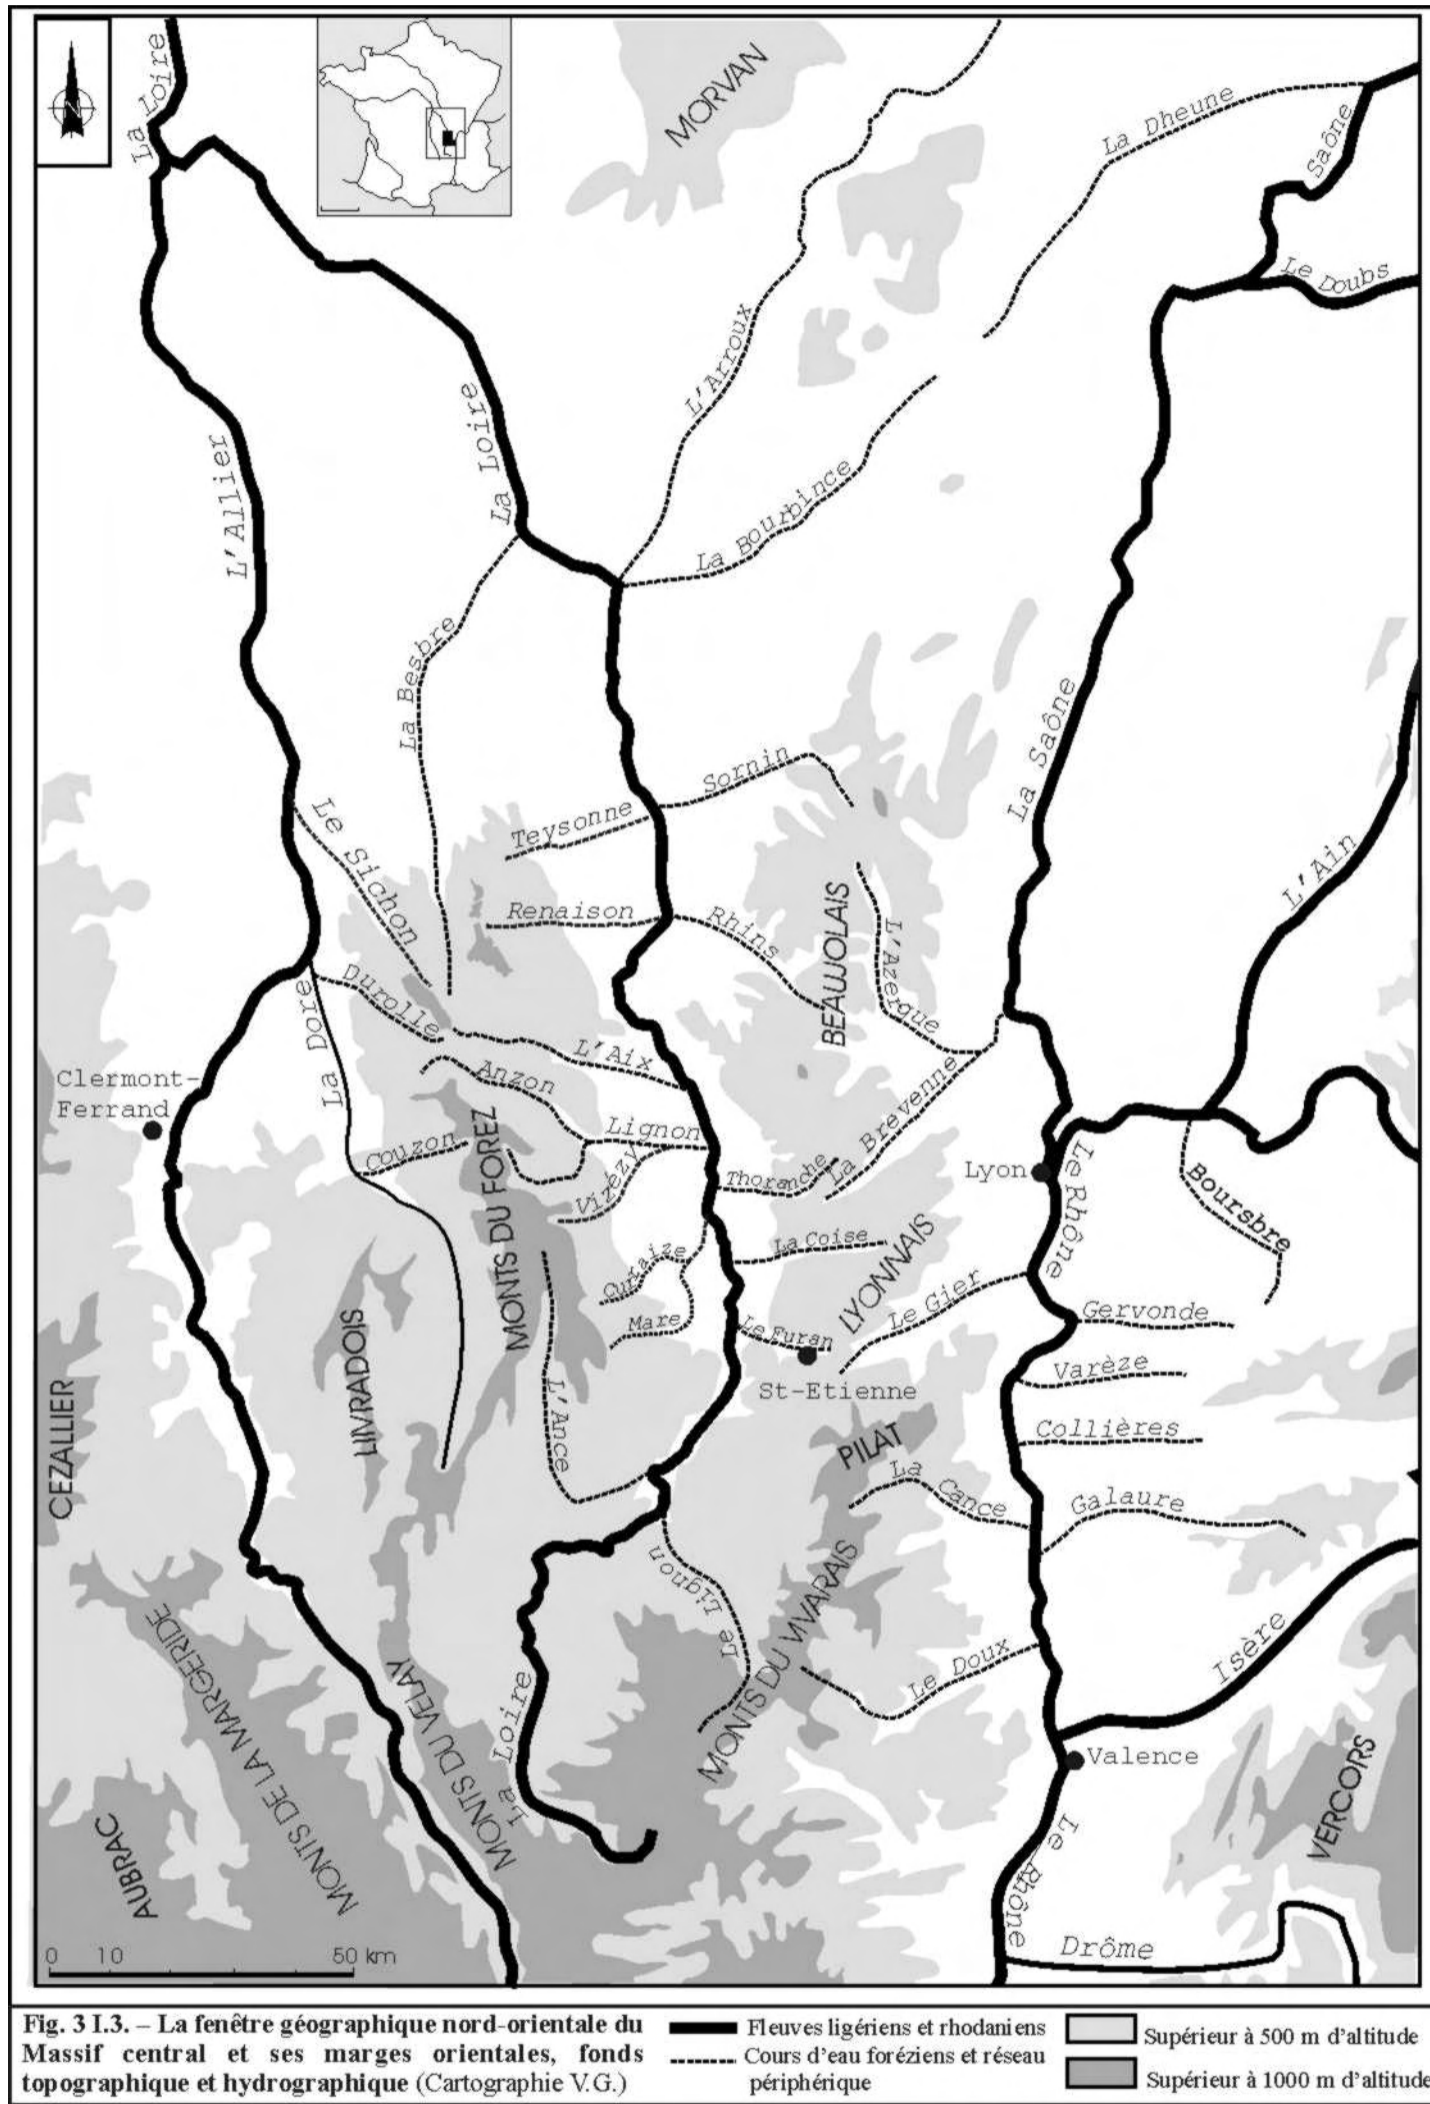 La Loire
N
MORVAN
La Dheune
Saône
Le Doubs
L'Arroux
La Loire
L'Allier
La Bourbince
La Besbre
La Saône
Sornin
Teysonne
Le Sichon
L'Ain
Renaison
Rhins
BEAUJOLAIS
L'Azergue
Durolle
La Dore
L'Aix
Anzon
Clermont-
Ferrand
MONTS DU FOREZ
Lignon
Couzon
Vizézy
Thoranche
La Brevenne
Lyon
Le Rhône
Boursbre
La Coise
LYONNAIS
Curraize
Mare
Le Furan
Le Gier
Gervonde
LIVRADOIS
St-Etienne
Varèze
CEZALLIER
L'Ance
PILAT
Collières
La Cance
Galaure
Le Lignon
MONTS DU VIVARAIS
Isère
MONTS DE LA MARGERIDE
MONTS DU VELAY
La Loire
Le Doux
Valence
VERCORS
AUBRAC
Le Rhône
Drôme
0 10 50 km
Fig. 3 I.3. – La fenêtre géographique nord-orientale du
Massif central et ses marges orientales, fonds
topographique et hydrographique (Cartographie V.G.)
Fleuves ligériens et rhodaniens
Cours d'eau foréziens et réseau
périphérique
Supérieur à 500 m d'altitude
Supérieur à 1000 m d'altitude